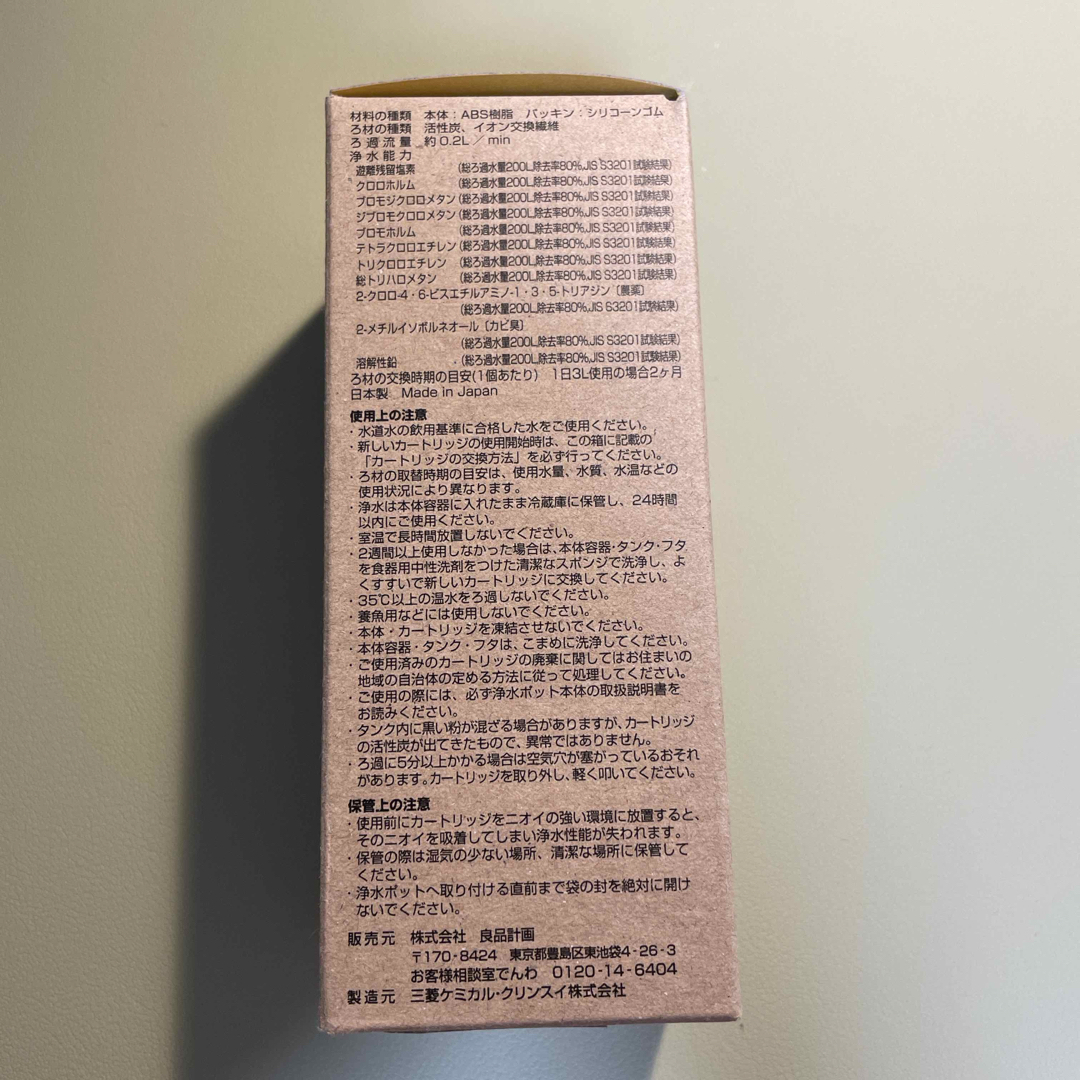 材料の種類 本体：ABS樹脂 パッキン：シリコーンゴム
ろ材の種類 活性炭、イオン交換繊維
ろ過流量 約0.2L／min
浄水能力
遊離残留塩素 (総ろ過水量200L,除去率80%,JIS S3201試験結果)
クロロホルム (総ろ過水量200L,除去率80%,JIS S3201試験結果)
ブロモジクロロメタン (総ろ過水量200L,除去率80%,JIS S3201試験結果)
ジブロモクロロメタン (総ろ過水量200L,除去率80%,JIS S3201試験結果)
ブロモホルム (総ろ過水量200L,除去率80%,JIS S3201試験結果)
テトラクロロエチレン (総ろ過水量200L,除去率80%,JIS S3201試験結果)
トリクロロエチレン (総ろ過水量200L,除去率80%,JIS S3201試験結果)
総トリハロメタン (総ろ過水量200L,除去率80%,JIS S3201試験結果)
2-クロロ-4・6-ビスエチルアミノ-1・3・5-トリアジン〔農薬〕
(総ろ過水量200L,除去率80%,JIS S3201試験結果)
2-メチルイソボルネオール〔カビ臭〕
(総ろ過水量200L,除去率80%,JIS S3201試験結果)
溶解性鉛 (総ろ過水量200L,除去率80%,JIS S3201試験結果)
ろ材の交換時期の目安(1個あたり) 1日3L使用の場合2ヶ月
日本製 Made in Japan
使用上の注意
・水道水の飲用基準に合格した水をご使用ください。
・新しいカートリッジの使用開始時は、この箱に記載の
「カートリッジの交換方法」を必ず行ってください。
・ろ材の取替時期の目安は、使用水量、水質、水温などの
使用状況により異なります。
・浄水は本体容器に入れたまま冷蔵庫に保管し、24時間
以内にご使用ください。
・室温で長時間放置しないでください。
・2週間以上使用しなかった場合は、本体容器・タンク・フタ
を食器用中性洗剤をつけた清潔なスポンジで洗浄し、よ
くすすいで新しいカートリッジに交換してください。
・35℃以上の温水をろ過しないでください。
・養魚用などには使用しないでください。
・本体・カートリッジを凍結させないでください。
・本体容器・タンク・フタは、こまめに洗浄してください。
・ご使用済みのカートリッジの廃棄に関してはお住まいの
地域の自治体の定める方法に従って処理してください。
・ご使用の際には、必ず浄水ポット本体の取扱説明書を
お読みください。
・タンク内に黒い粉が混ざる場合がありますが、カートリッジ
の活性炭が出てきたもので、異常ではありません。
・ろ過に5分以上かかる場合は空気穴が塞がっているおそれ
があります。カートリッジを取り外し、軽く叩いてください。
保管上の注意
・使用前にカートリッジをニオイの強い環境に放置すると、
そのニオイを吸着してしまい浄水性能が失われます。
・保管の際は湿気の少ない場所、清潔な場所に保管して
ください。
・浄水ポットへ取り付ける直前まで袋の封を絶対に開け
ないでください。
販売元 株式会社 良品計画
〒170-8424 東京都豊島区東池袋4-26-3
お客様相談室でんわ 0120-14-6404
製造元 三菱ケミカル・クリンスイ株式会社